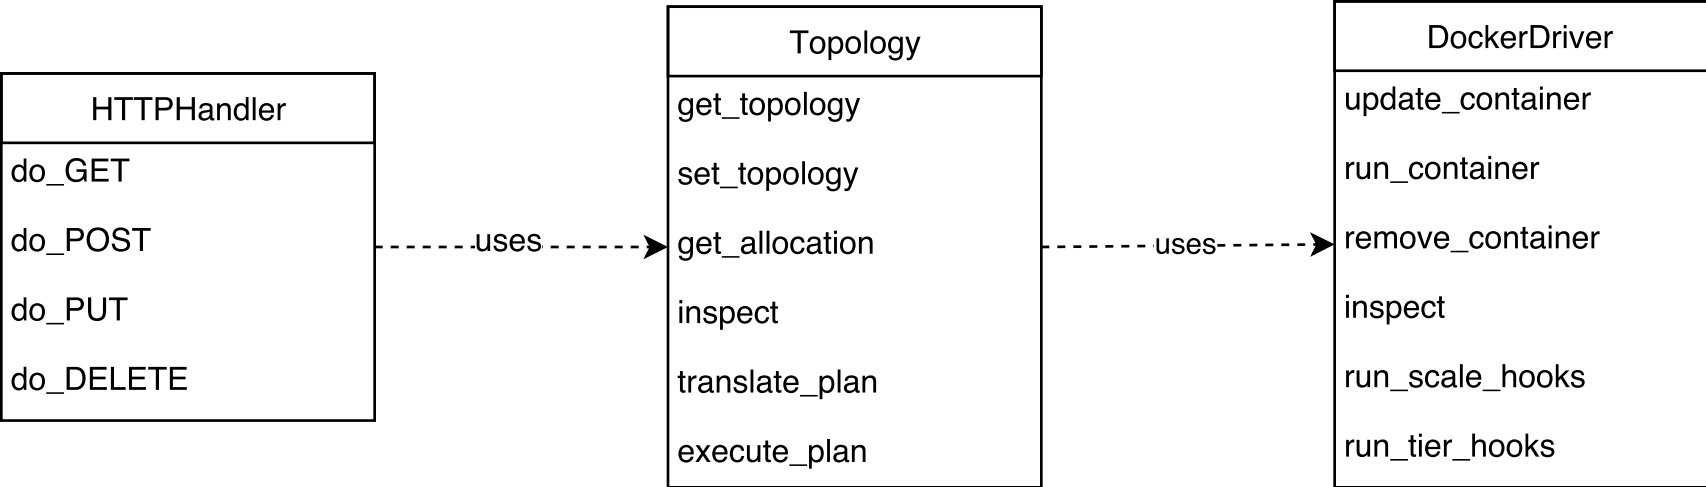 HTTPHandler
do_GET
do_POST
do_PUT
do_DELETE
uses
Topology
get_topology
set_topology
get_allocation
inspect
translate_plan
execute_plan
uses
DockerDriver
update_container
run_container
remove_container
inspect
run_scale_hooks
run_tier_hooks